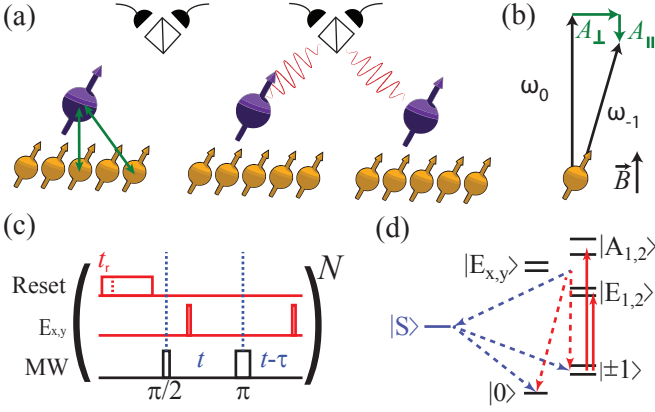 (a)
(b)
A⊥
A∥
ω₀
ω₋₁
B⃗
(c)
tᵣ
N
Reset
Eₓ,ᵧ
MW
t
t-τ
π/2
π
(d)
|A₁,₂>
|Eₓ,ᵧ>
|E₁,₂>
|S>
|±1>
|0>